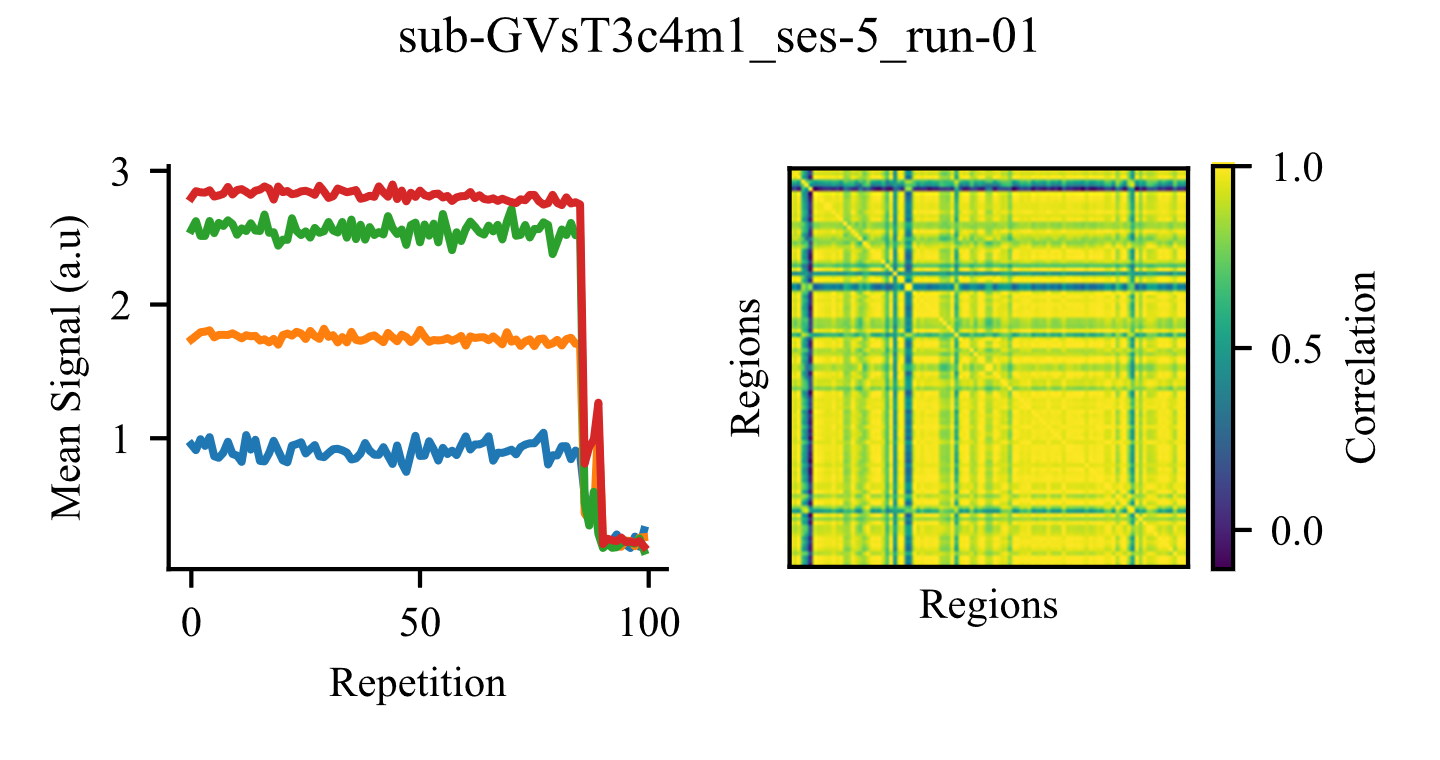 sub-GVsT3c4m1_ses-5_run-01
Mean Signal (a.u)
3
2
1
0
50
100
Repetition
Regions
Regions
1.0
0.5
0.0
Correlation